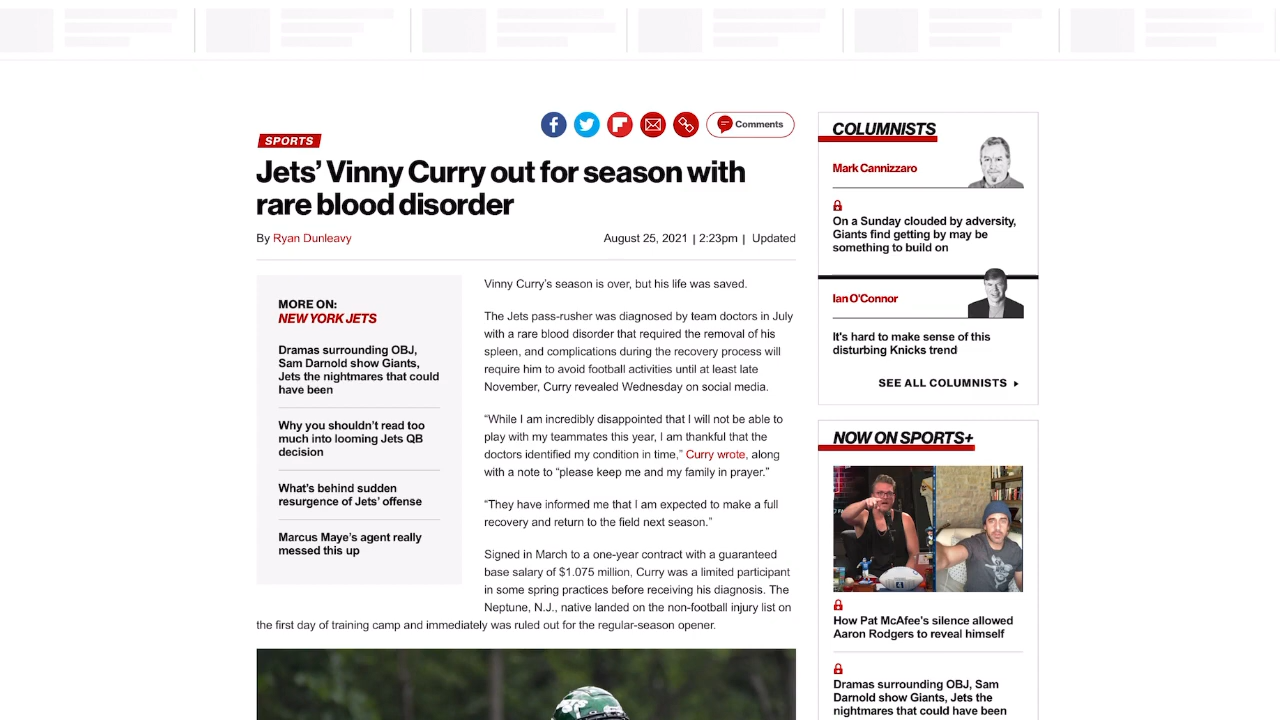 Comments
SPORTS
Jets’ Vinny Curry out for season with
rare blood disorder
By Ryan Dunleavy
August 25, 2021 | 2:23pm | Updated
MORE ON:
NEW YORK JETS
Dramas surrounding OBJ,
Sam Darnold show Giants,
Jets the nightmares that could
have been
Why you shouldn’t read too
much into looming Jets QB
decision
What’s behind sudden
resurgence of Jets’ offense
Marcus Maye’s agent really
messed this up
Vinny Curry’s season is over, but his life was saved.
The Jets pass-rusher was diagnosed by team doctors in July
with a rare blood disorder that required the removal of his
spleen, and complications during the recovery process will
require him to avoid football activities until at least late
November, Curry revealed Wednesday on social media.
“While I am incredibly disappointed that I will not be able to
play with my teammates this year, I am thankful that the
doctors identified my condition in time,” Curry wrote, along
with a note to “please keep me and my family in prayer.”
“They have informed me that I am expected to make a full
recovery and return to the field next season.”
Signed in March to a one-year contract with a guaranteed
base salary of $1.075 million, Curry was a limited participant
in some spring practices before receiving his diagnosis. The
Neptune, N.J., native landed on the non-football injury list on
the first day of training camp and immediately was ruled out for the regular-season opener.
COLUMNISTS
Mark Cannizzaro
On a Sunday clouded by adversity,
Giants find getting by may be
something to build on
Ian O'Connor
It's hard to make sense of this
disturbing Knicks trend
SEE ALL COLUMNISTS
NOW ON SPORTS+
How Pat McAfee's silence allowed
Aaron Rodgers to reveal himself
Dramas surrounding OBJ, Sam
Darnold show Giants, Jets the
nightmares that could have been